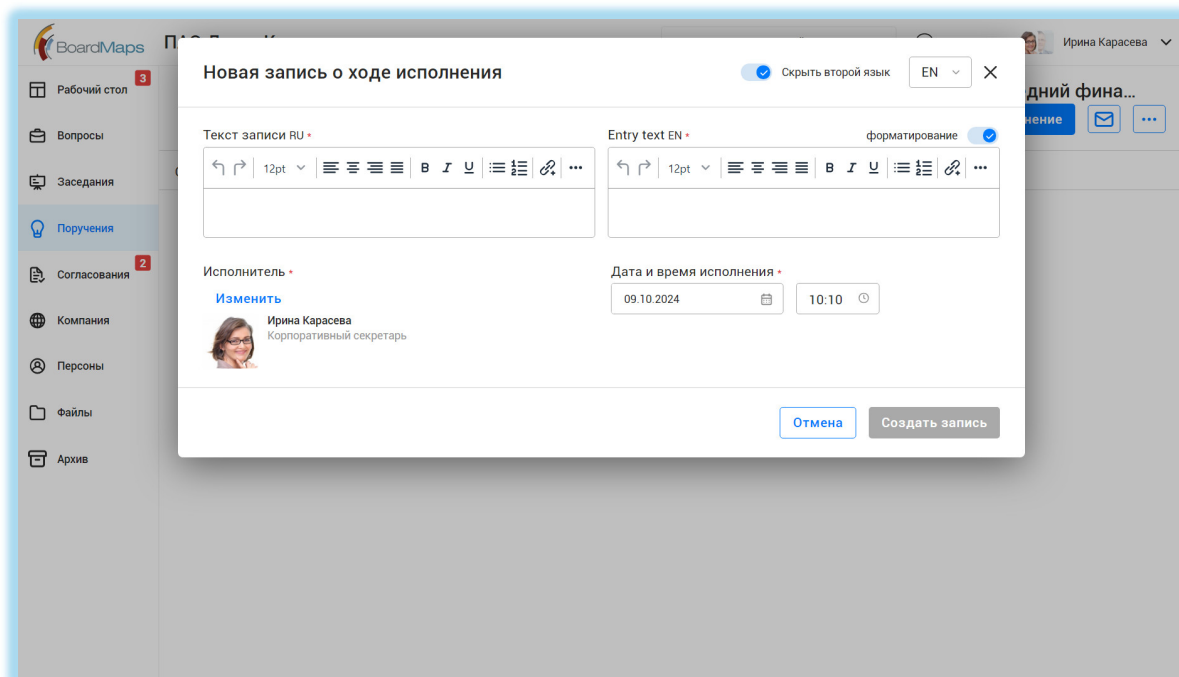 BoardMaps
Ирина Карасева
Рабочий стол
3
Вопросы
Заседания
Поручения
Согласования
2
Компания
Персоны
Файлы
Архив
дний фина...
нение
Новая запись о ходе исполнения
Скрыть второй язык
EN
Текст записи RU *
12pt
B I U
Entry text EN *
форматирование
12pt
B I U
Исполнитель *
Изменить
Ирина Карасева
Корпоративный секретарь
Дата и время исполнения *
09.10.2024
10:10
Отмена
Создать запись